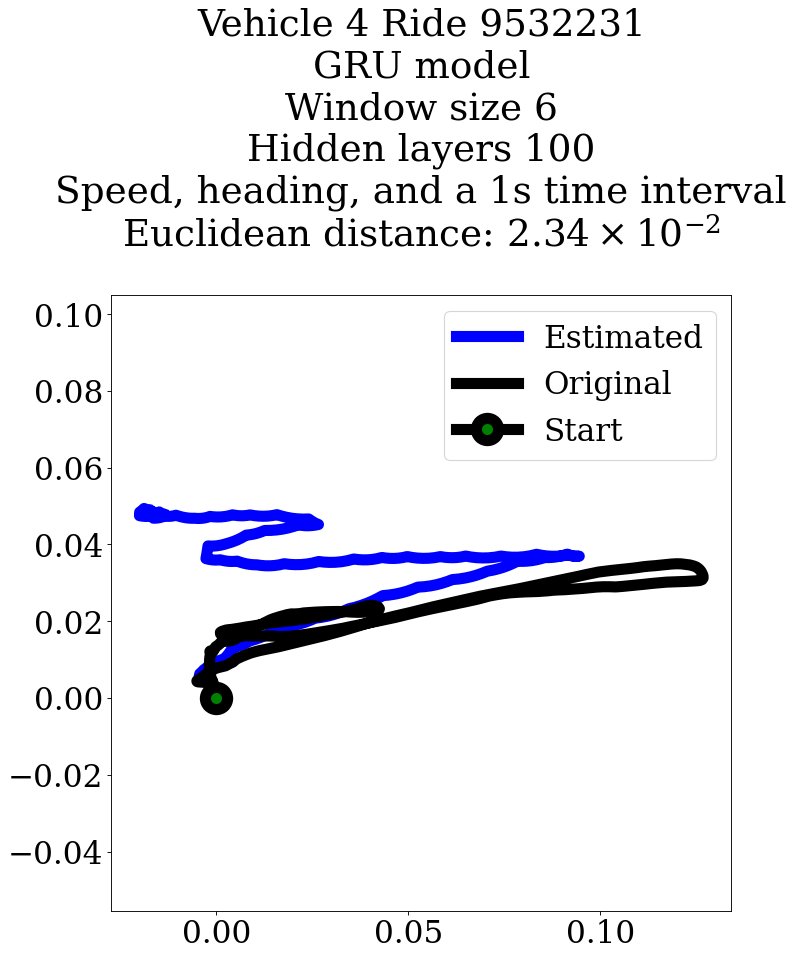 Vehicle 4 Ride 9532231
GRU model
Window size 6
Hidden layers 100
Speed, heading, and a 1s time interval
Euclidean distance: 2.34 × 10⁻²
Estimated
Original
Start
0.10
0.08
0.06
0.04
0.02
0.00
−0.02
−0.04
0.00 0.05 0.10